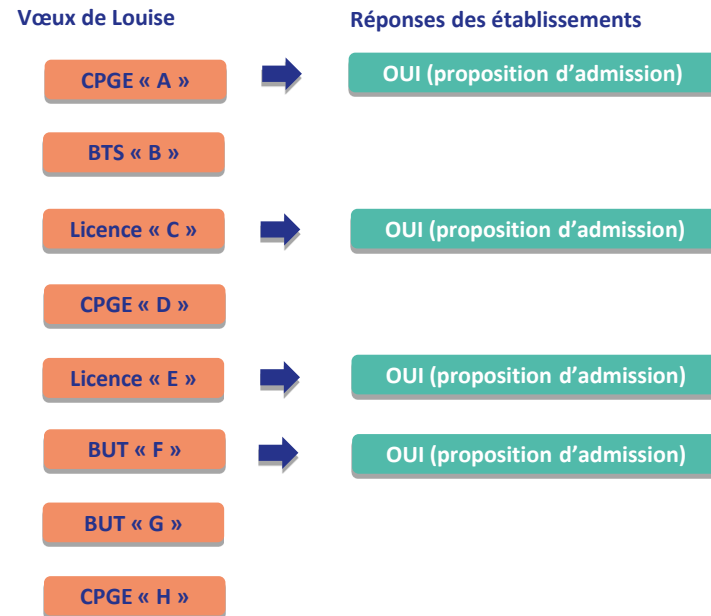 Vœux de Louise
Réponses des établissements
CPGE « A »
OUI (proposition d’admission)
BTS « B »
Licence « C »
OUI (proposition d’admission)
CPGE « D »
Licence « E »
OUI (proposition d’admission)
BUT « F »
OUI (proposition d’admission)
BUT « G »
CPGE « H »